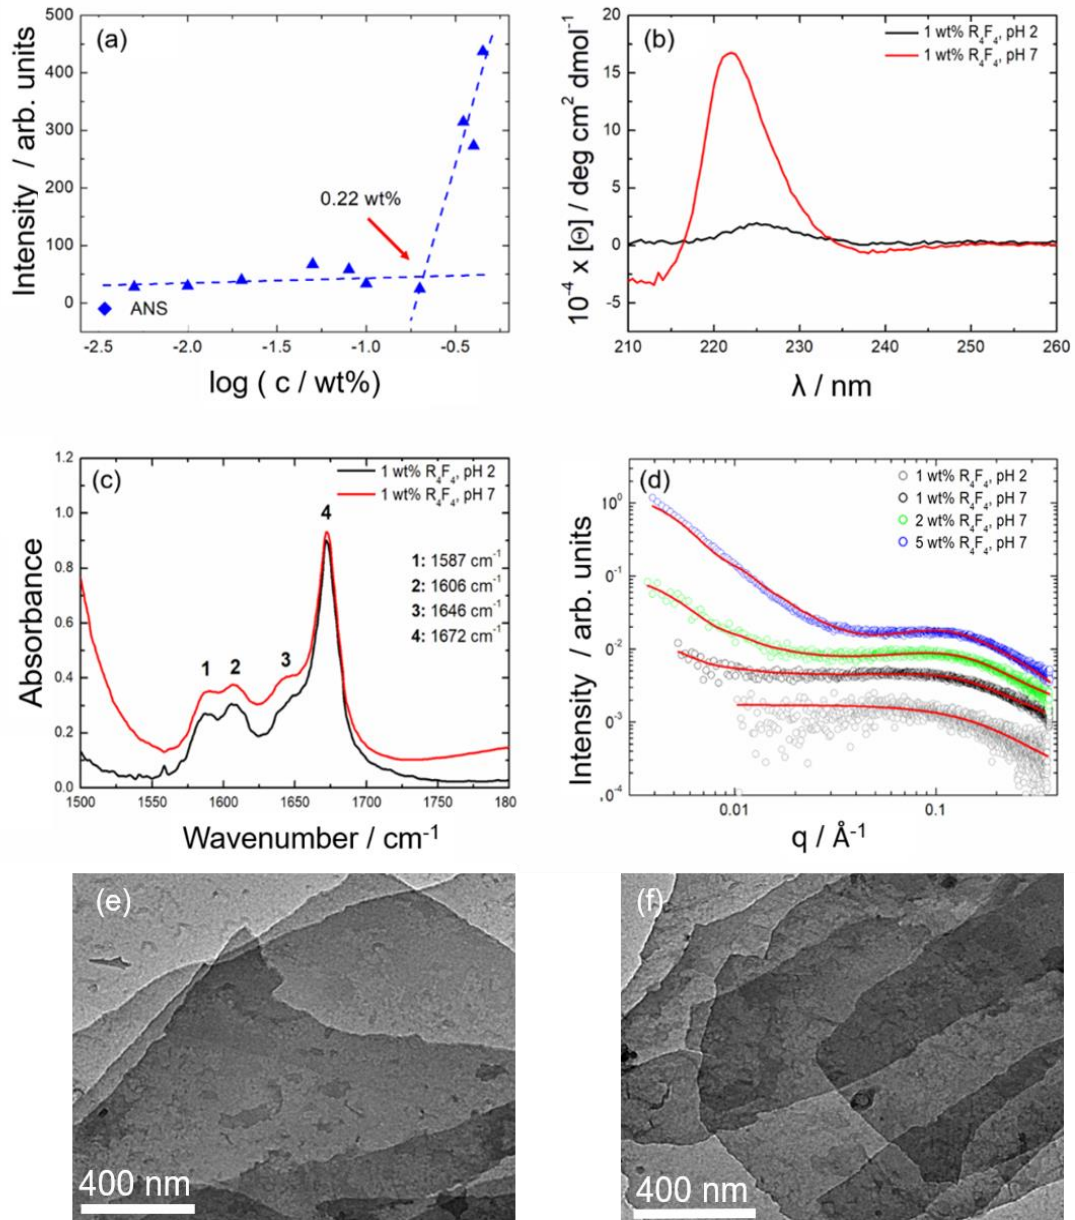 (a)
Intensity / arb. units
500
400
300
200
100
0
0.22 wt%
ANS
-2.5 -2.0 -1.5 -1.0 -0.5
log ( c / wt%)
(b)
1 wt% R₄F₄, pH 2
1 wt% R₄F₄, pH 7
10⁻⁴ x [Θ] / deg cm² dmol⁻¹
20
15
10
5
0
-5
210 220 230 240 250 260
λ / nm
(c)
1 wt% R₄F₄, pH 2
1 wt% R₄F₄, pH 7
Absorbance
1.2
1.0
0.8
0.6
0.4
0.2
0.0
1 2 3 4
1: 1587 cm⁻¹
2: 1606 cm⁻¹
3: 1646 cm⁻¹
4: 1672 cm⁻¹
1500 1550 1600 1650 1700 1750 180
Wavenumber / cm⁻¹
(d)
1 wt% R₄F₄, pH 2
1 wt% R₄F₄, pH 7
2 wt% R₄F₄, pH 7
5 wt% R₄F₄, pH 7
Intensity / arb. units
10⁰
10⁻¹
10⁻²
10⁻³
10⁻⁴
0.01 0.1
q / Å⁻¹
(e)
400 nm
(f)
400 nm